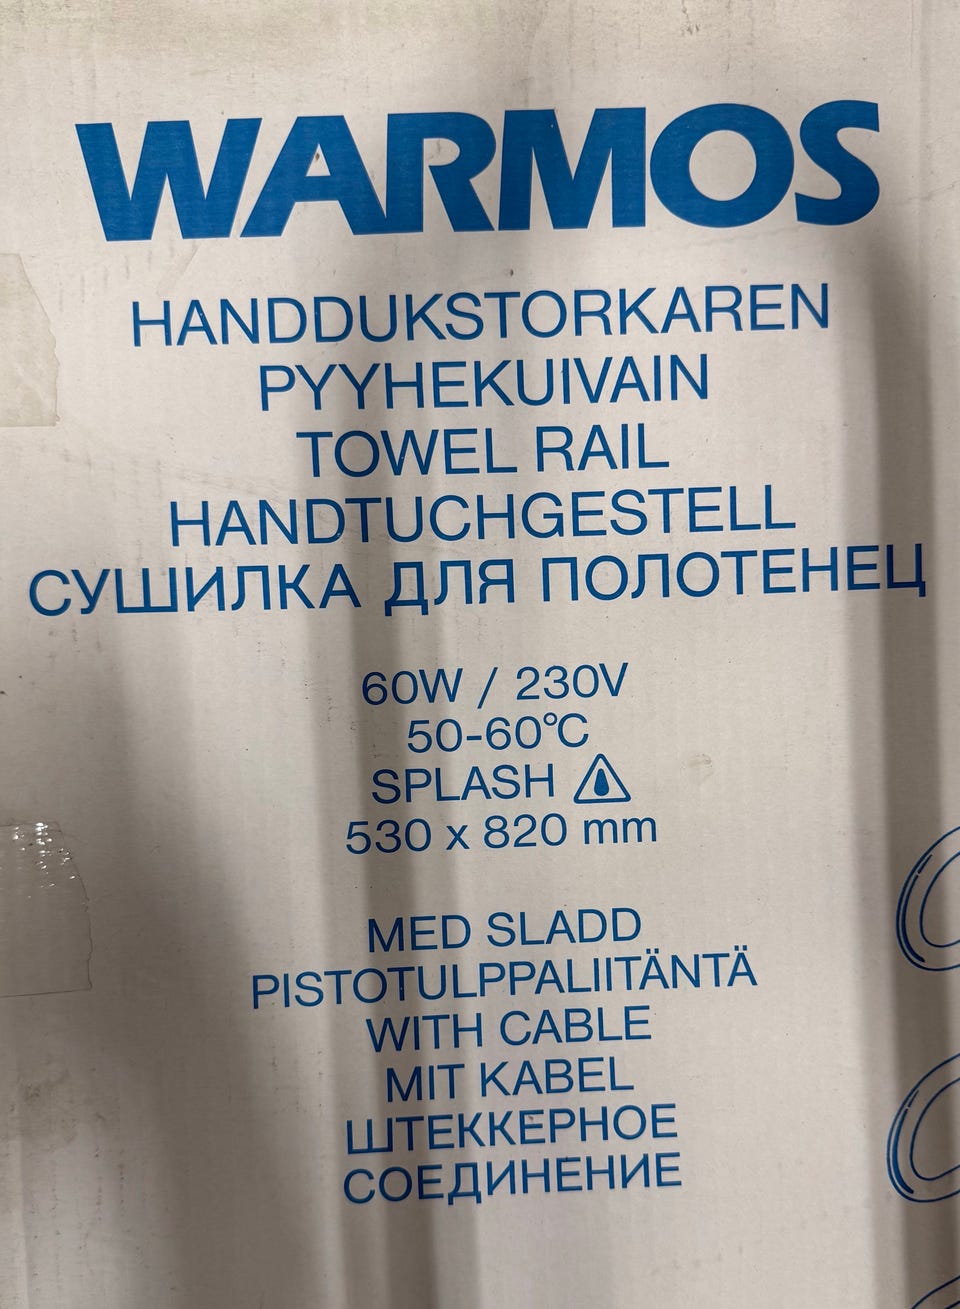 WARMOS
HANDDUKSTORKAREN
PYYHEKUIVAIN
TOWEL RAIL
HANDTUCHGESTELL
СУШИЛКА ДЛЯ ПОЛОТЕНЕЦ
60W / 230V
50-60°C
SPLASH
530 x 820 mm
MED SLADD
PISTOTULPPALIITÄNTÄ
WITH CABLE
MIT KABEL
ШТЕККЕРНОЕ
СОЕДИНЕНИЕ